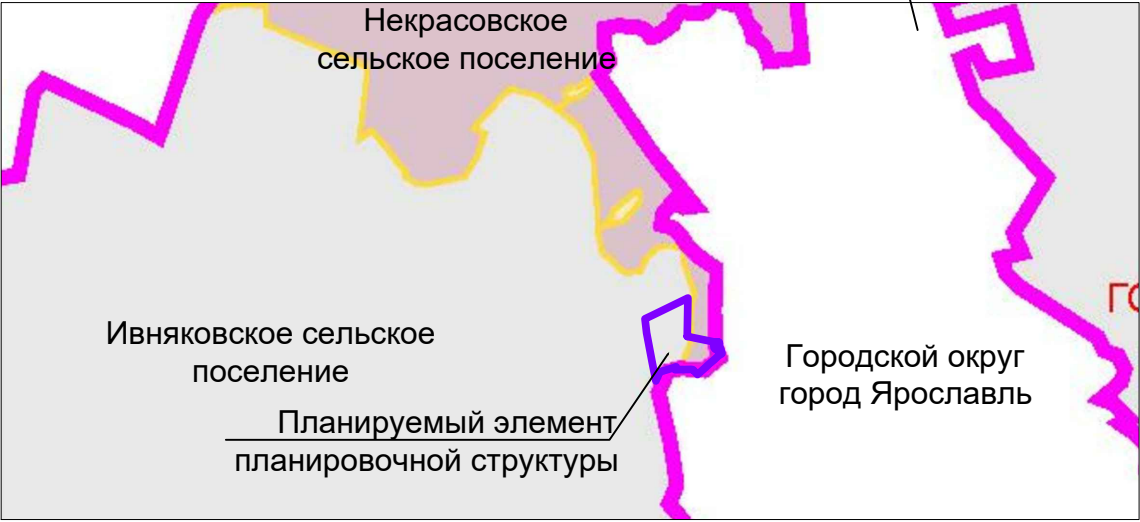 Некрасовское
сельское поселение
Ивняковское сельское
поселение
Городской округ
город Ярославль
Планируемый элемент
планировочной структуры